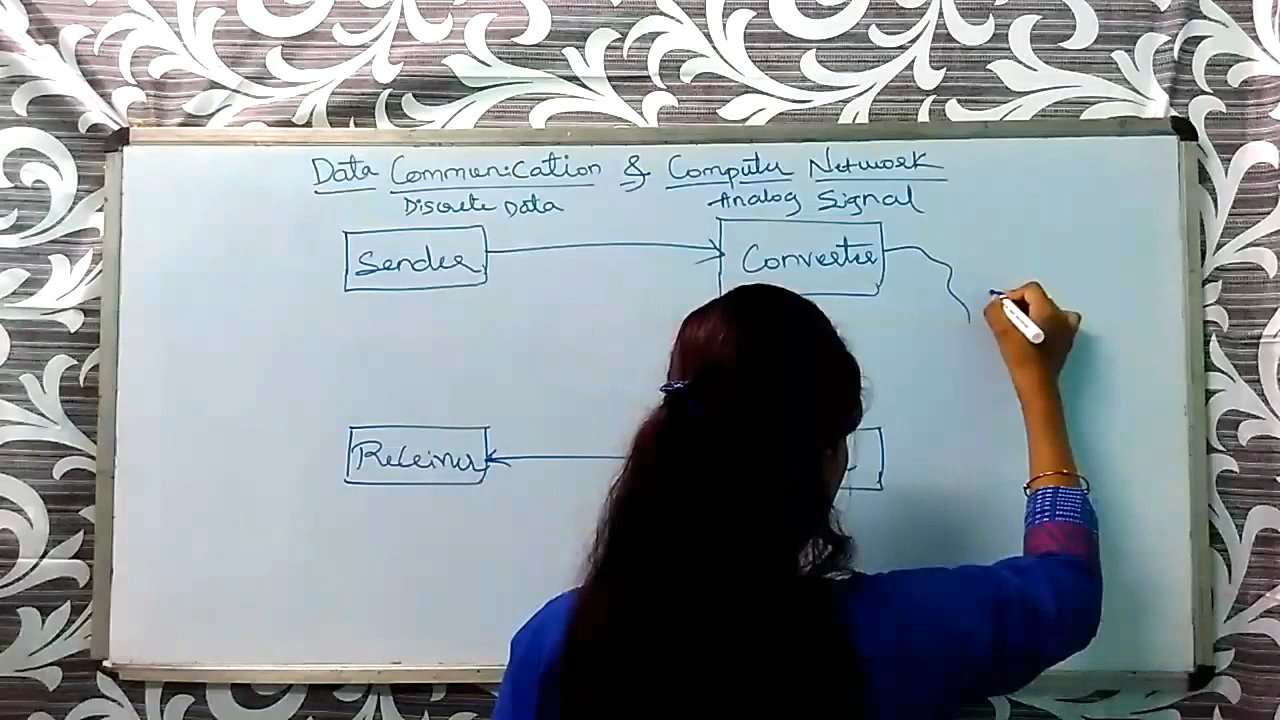 Data Communication & Computer Network
Discrete Data Analog Signal
Sender Converter
Receiver